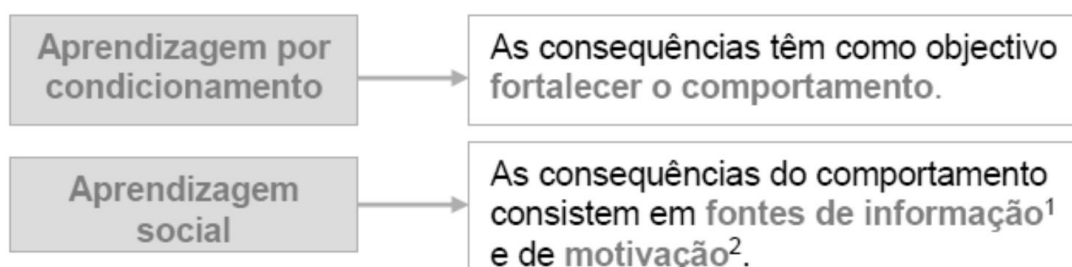 Aprendizagem por
condicionamento
As consequências têm como objectivo
fortalecer o comportamento.
Aprendizagem
social
As consequências do comportamento
consistem em fontes de informação¹
e de motivação².